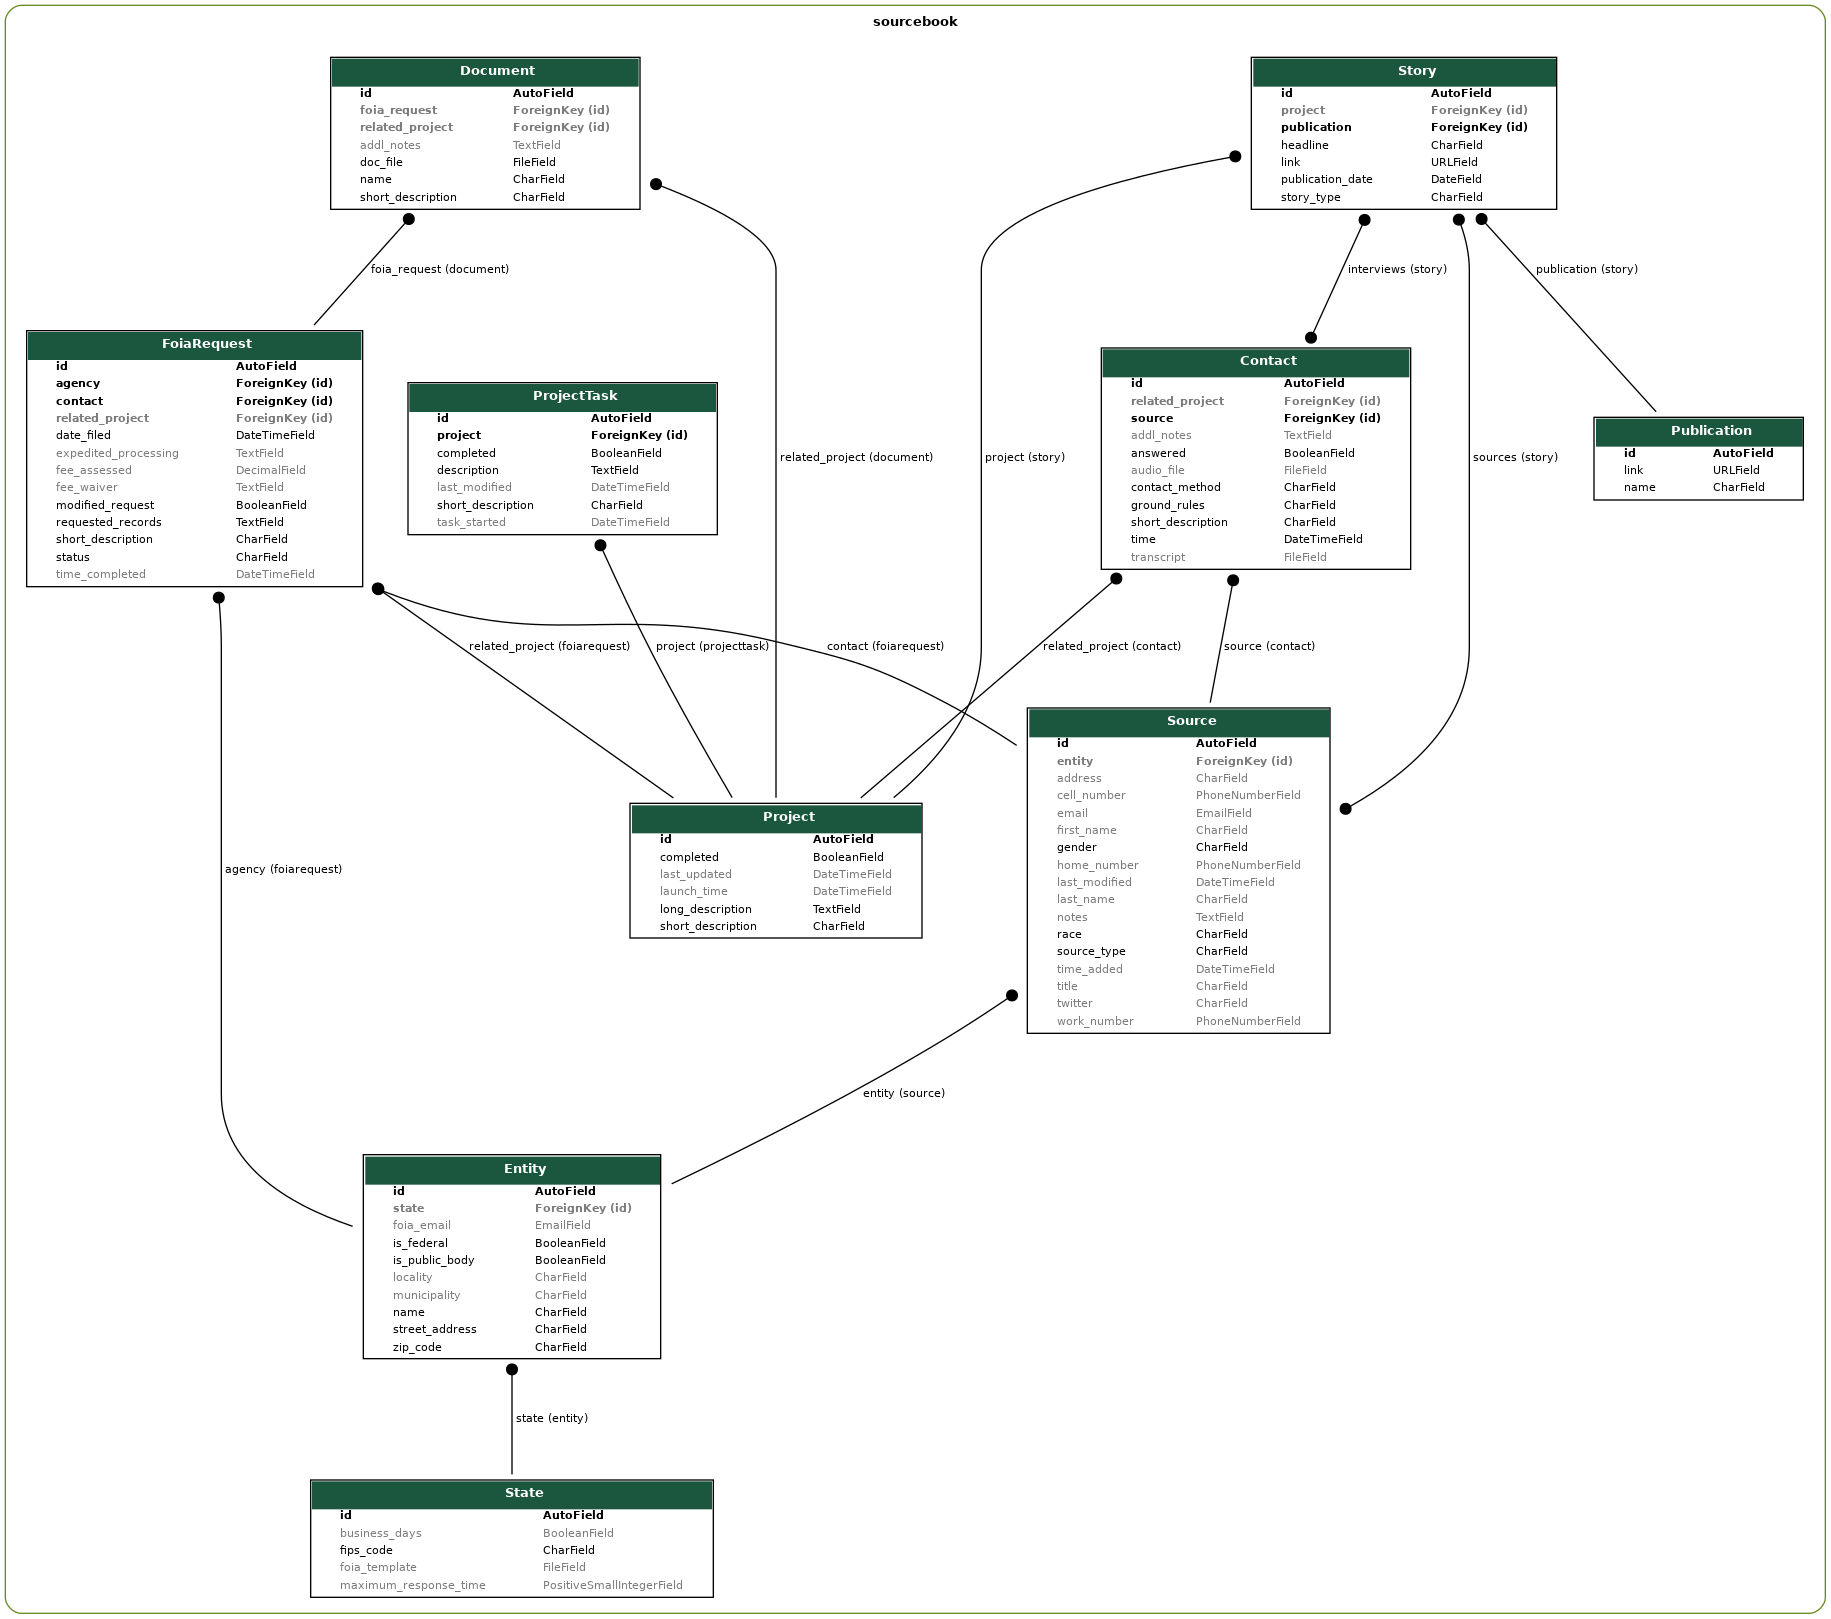 sourcebook
Document
id AutoField
foia_request ForeignKey (id)
related_project ForeignKey (id)
addl_notes TextField
doc_file FileField
name CharField
short_description CharField
Story
id AutoField
project ForeignKey (id)
publication ForeignKey (id)
headline CharField
link URLField
publication_date DateField
story_type CharField
foia_request (document)
interviews (story)
publication (story)
FoiaRequest
id AutoField
agency ForeignKey (id)
contact ForeignKey (id)
related_project ForeignKey (id)
date_filed DateTimeField
expedited_processing TextField
fee_assessed DecimalField
fee_waiver TextField
modified_request BooleanField
requested_records TextField
short_description CharField
status CharField
time_completed DateTimeField
ProjectTask
id AutoField
project ForeignKey (id)
completed BooleanField
description TextField
last_modified DateTimeField
short_description CharField
task_started DateTimeField
related_project (document)
project (story)
Contact
id AutoField
related_project ForeignKey (id)
source ForeignKey (id)
addl_notes TextField
answered BooleanField
audio_file FileField
contact_method CharField
ground_rules CharField
short_description CharField
time DateTimeField
transcript FileField
sources (story)
Publication
id AutoField
link URLField
name CharField
related_project (foiarequest)
project (projecttask)
contact (foiarequest)
related_project (contact)
source (contact)
Source
id AutoField
entity ForeignKey (id)
address CharField
cell_number PhoneNumberField
email EmailField
first_name CharField
gender CharField
home_number PhoneNumberField
last_modified DateTimeField
last_name CharField
notes TextField
race CharField
source_type CharField
time_added DateTimeField
title CharField
twitter CharField
work_number PhoneNumberField
Project
id AutoField
completed BooleanField
last_updated DateTimeField
launch_time DateTimeField
long_description TextField
short_description CharField
agency (foiarequest)
entity (source)
Entity
id AutoField
state ForeignKey (id)
foia_email EmailField
is_federal BooleanField
is_public_body BooleanField
locality CharField
municipality CharField
name CharField
street_address CharField
zip_code CharField
state (entity)
State
id AutoField
business_days BooleanField
fips_code CharField
foia_template FileField
maximum_response_time PositiveSmallIntegerField